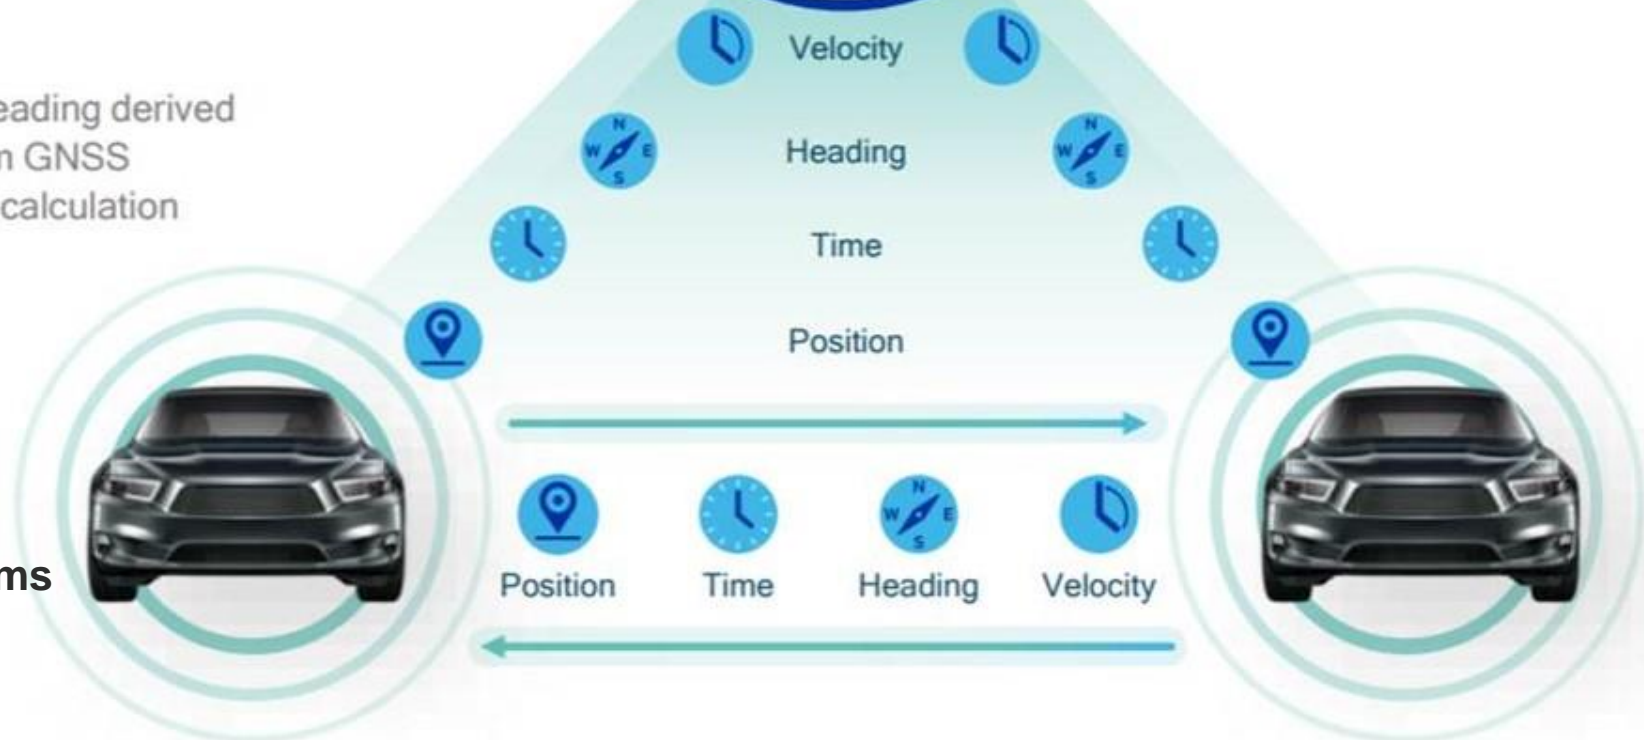 Velocity
eading derived
m GNSS
calculation
Heading
Time
Position
ms
Position Time Heading Velocity